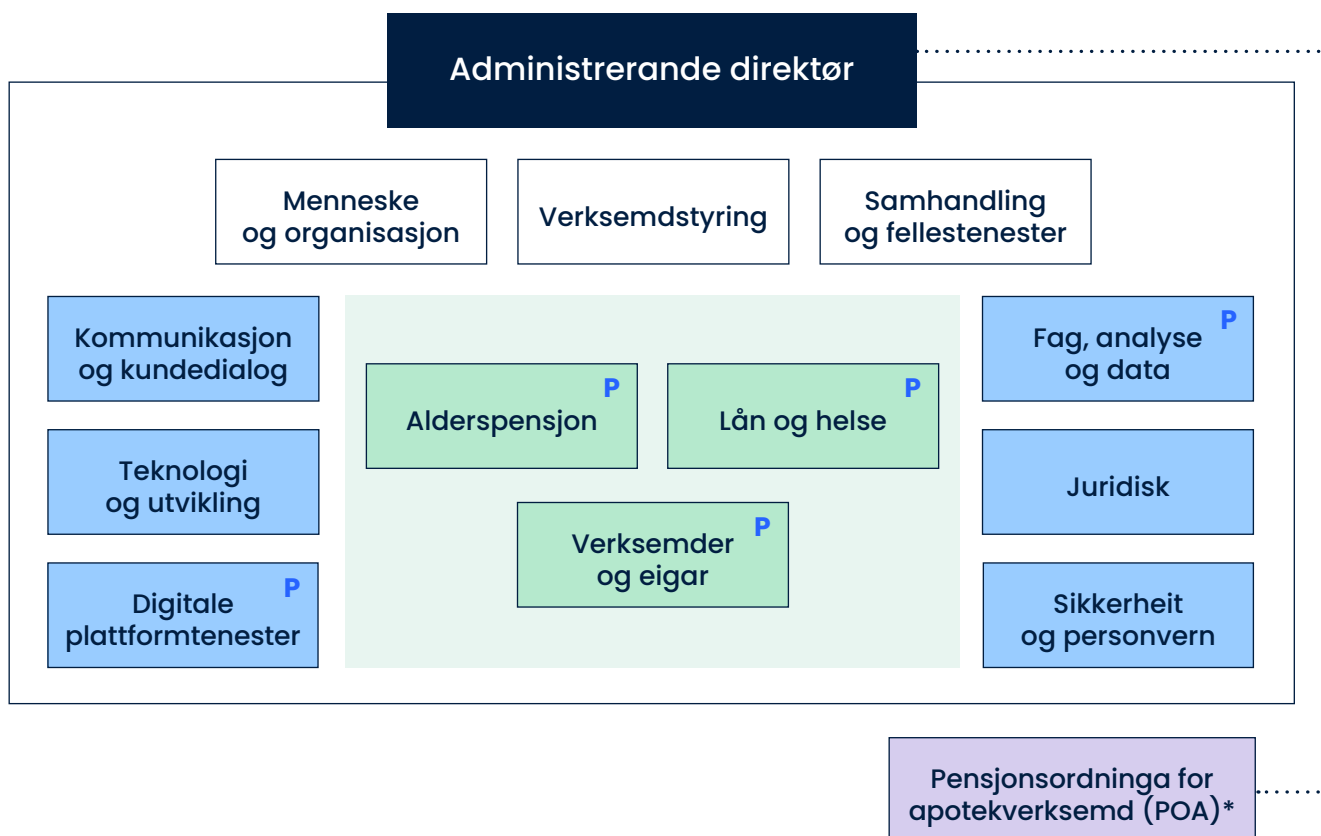 Administrerande direktør
Menneske
og organisasjon
Verksemdstyring
Samhandling
og fellestenester
Kommunikasjon
og kundedialog
Teknologi
og utvikling
Digitale P
plattformtenester
Alderspensjon P
Lån og helse P
Verksemder P
og eigar
Fag, analyse P
og data
Juridisk
Sikkerheit
og personvern
Pensjonsordninga for
apotekverksemd (POA)*